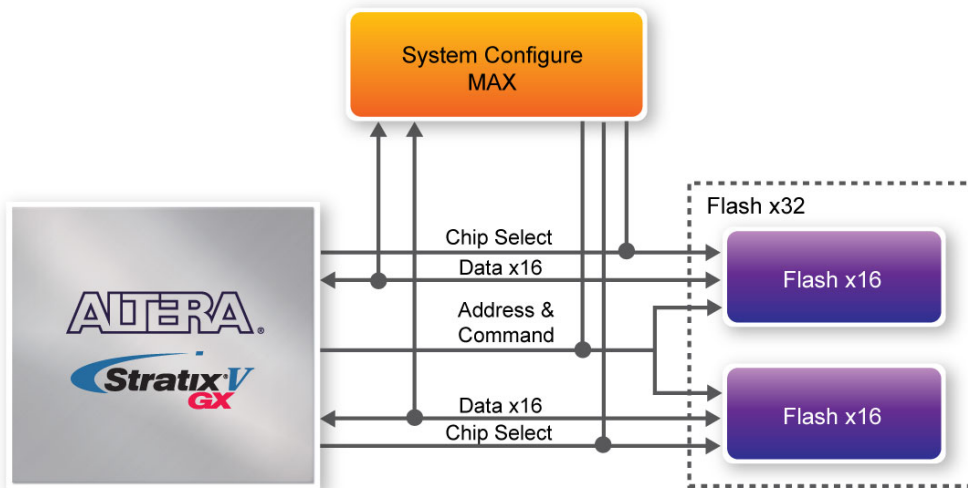 System Configure
MAX
Flash x32
Chip Select
Flash x16
Data x16
ALTERA®
Address &
Command
Stratix® V
GX
Data x16
Flash x16
Chip Select